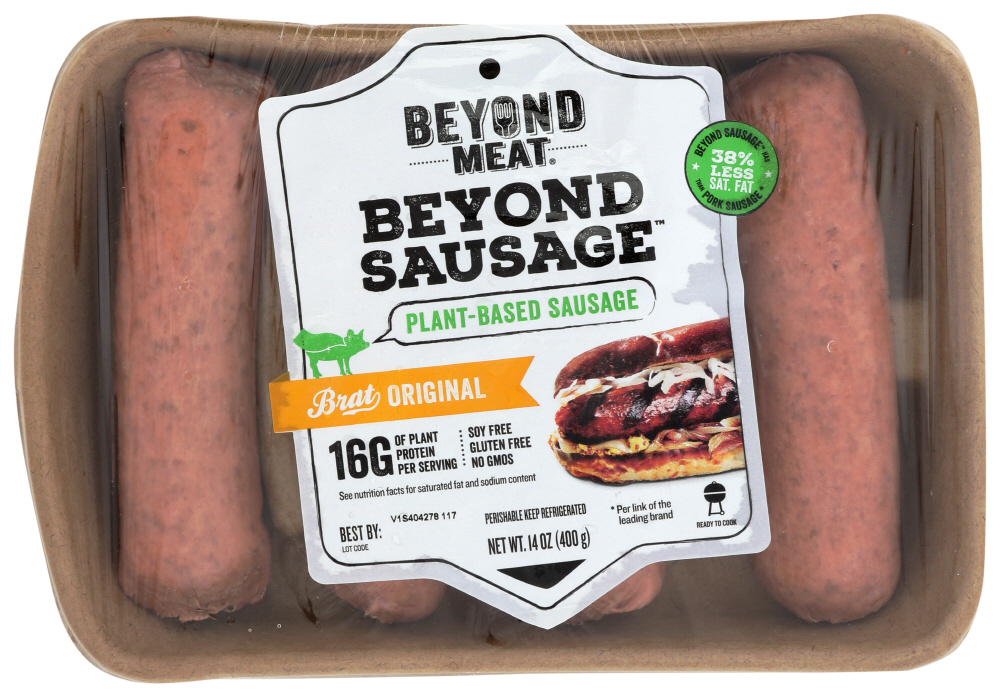 BEYOND
MEAT®
BEYOND
SAUSAGE™
PLANT-BASED SAUSAGE
Brat ORIGINAL
16G OF PLANT
PROTEIN
PER SERVING
SOY FREE
GLUTEN FREE
NO GMOS
See nutrition facts for saturated fat and sodium content
BEST BY:
LOT CODE
V1S404278 117
PERISHABLE KEEP REFRIGERATED
NET WT. 14 OZ (400 g)
* Per link of the
leading brand
READY TO COOK
BEYOND SAUSAGE™ HAS
38%
LESS
SAT. FAT
THAN PORK SAUSAGE*